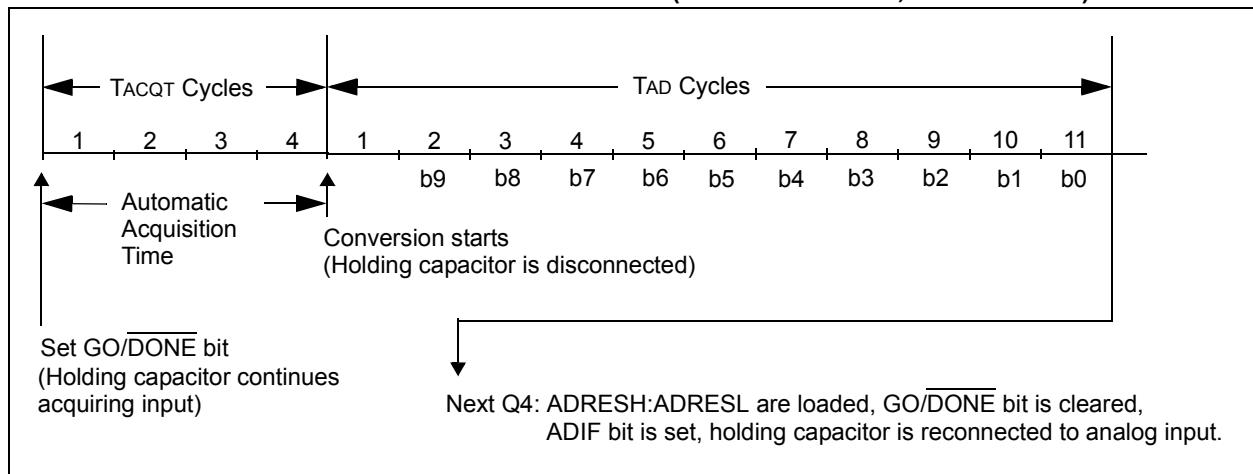 TACQT Cycles TAD Cycles
1 2 3 4 1 2 3 4 5 6 7 8 9 10 11
b9 b8 b7 b6 b5 b4 b3 b2 b1 b0
Automatic
Acquisition
Time
Conversion starts
(Holding capacitor is disconnected)
Set GO/DONE bit
(Holding capacitor continues
acquiring input)
Next Q4: ADRESH:ADRESL are loaded, GO/DONE bit is cleared,
ADIF bit is set, holding capacitor is reconnected to analog input.